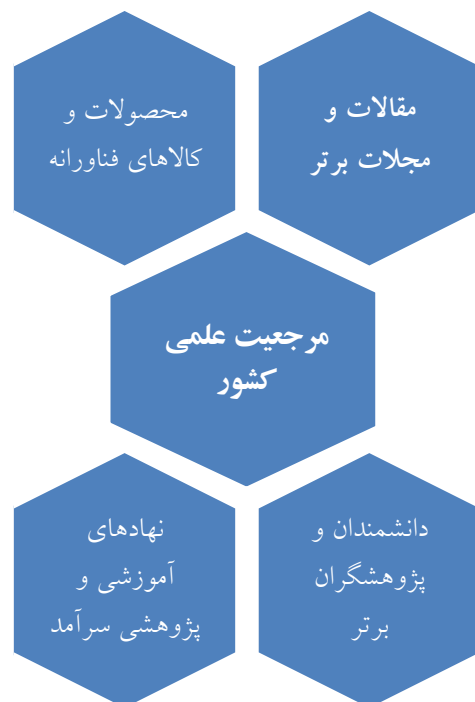 مقالات و
مجلات برتر
محصولات و
کالاهای فناورانه
مرجعیت علمی
کشور
دانشمندان و
پژوهشگران
برتر
نهادهای
آموزشی و
پژوهشی سرآمد